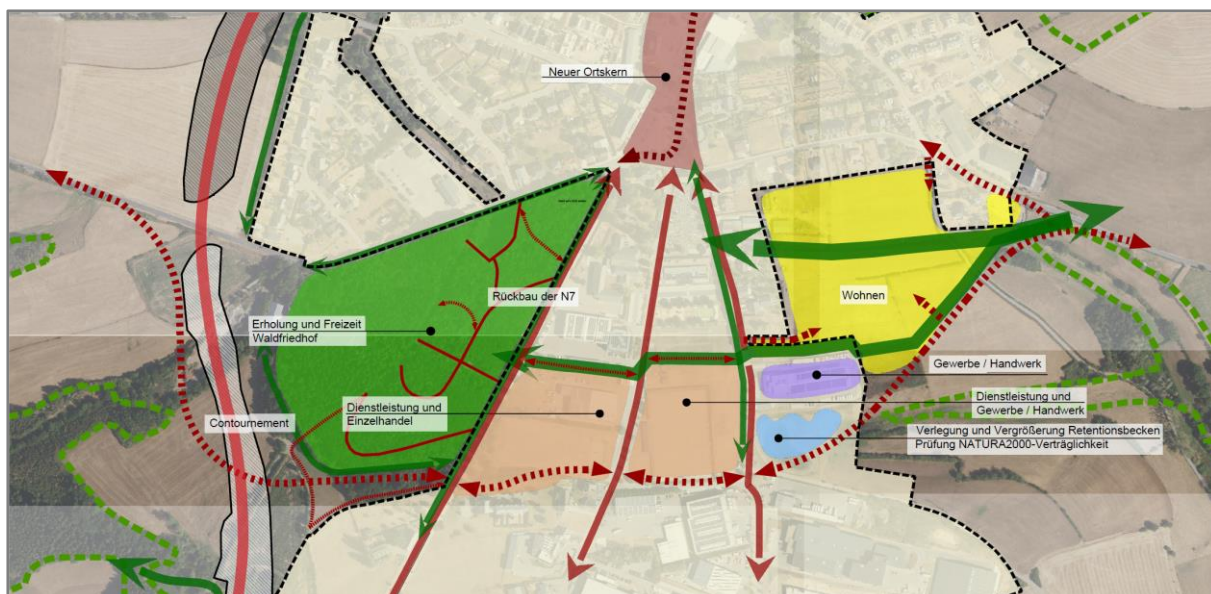 Neuer Ortskern
Rückbau der N7
Wohnen
Erholung und Freizeit
Waldfriedhof
Gewerbe / Handwerk
Dienstleistung und
Einzelhandel
Dienstleistung und
Gewerbe / Handwerk
Contournement
Verlegung und Vergrößerung Retentionsbecken
Prüfung NATURA2000-Verträglichkeit